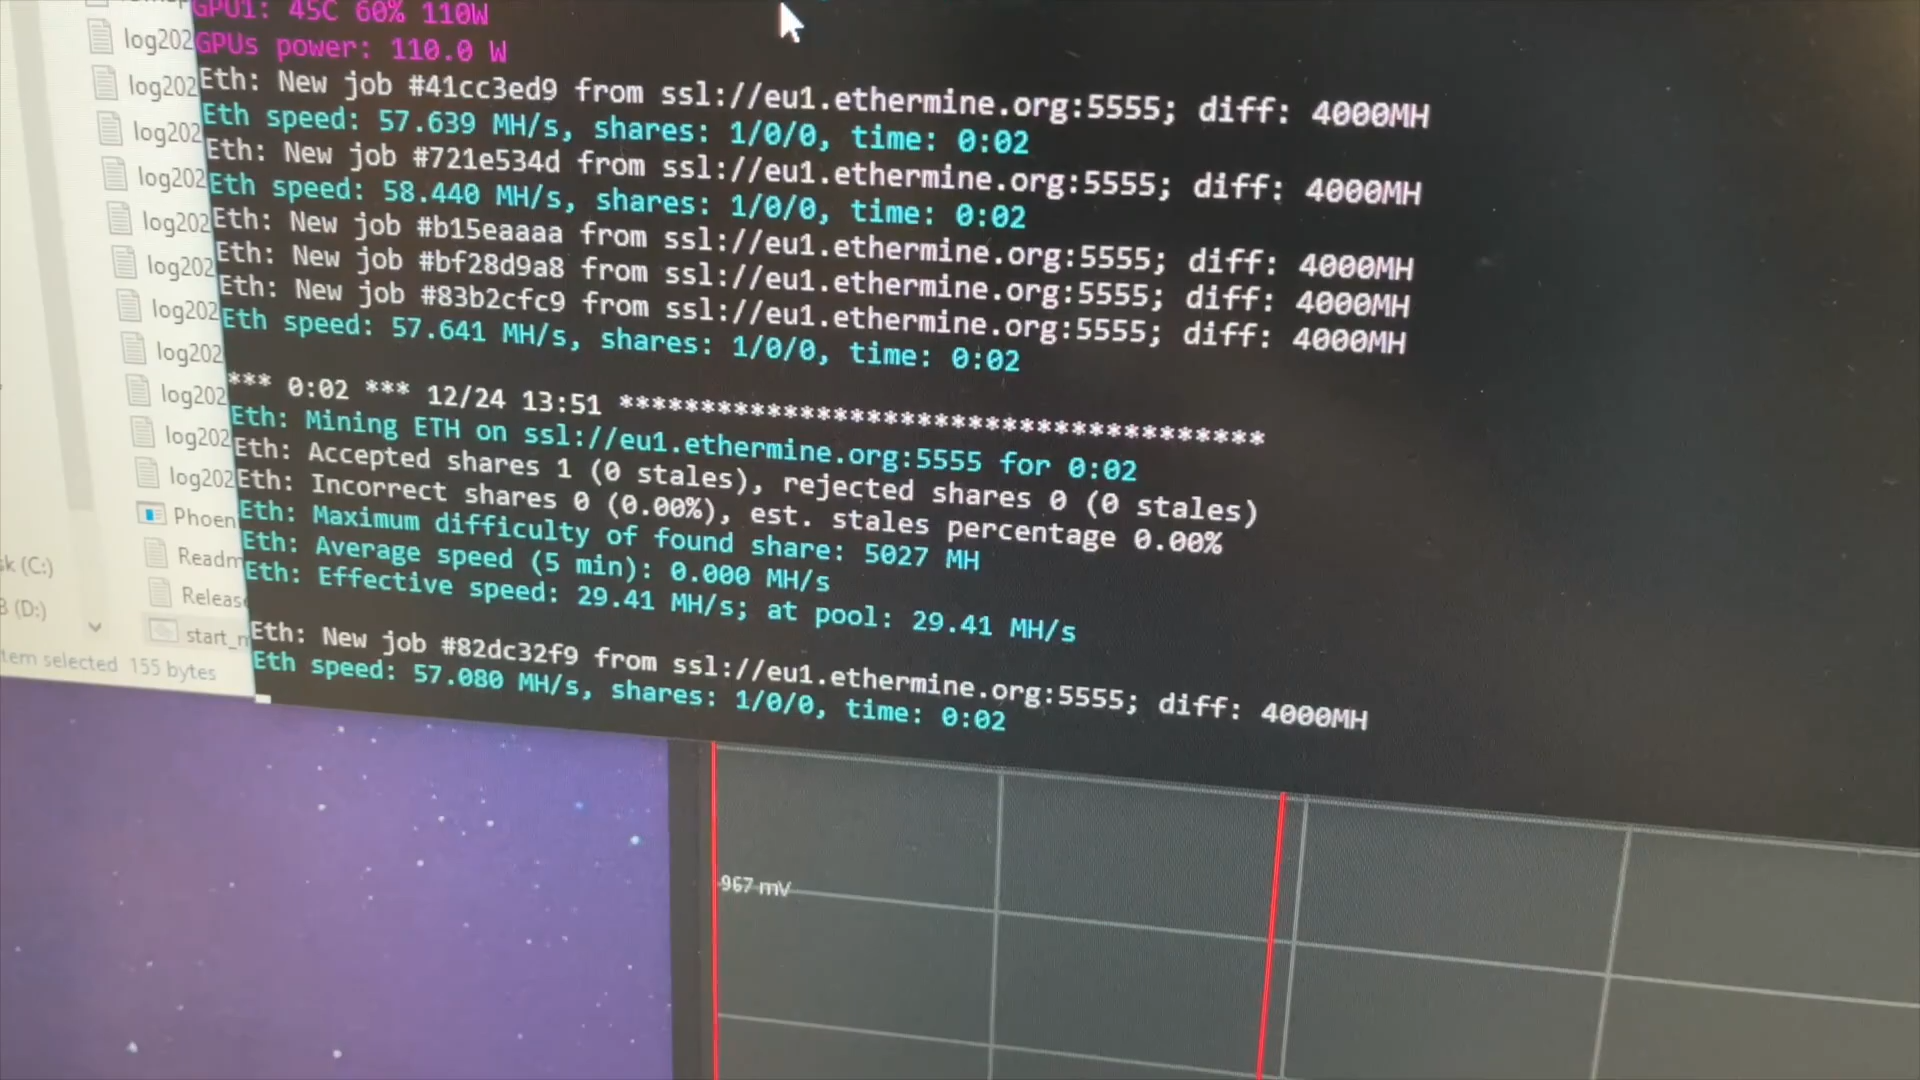 GPU1: 45C 60% 110W
GPUs power: 110.0 W
Eth: New job #41cc3ed9 from ssl://eu1.ethermine.org:5555; diff: 4000MH
Eth speed: 57.639 MH/s, shares: 1/0/0, time: 0:02
Eth: New job #721e534d from ssl://eu1.ethermine.org:5555; diff: 4000MH
Eth speed: 58.440 MH/s, shares: 1/0/0, time: 0:02
Eth: New job #b15eaaaa from ssl://eu1.ethermine.org:5555; diff: 4000MH
Eth: New job #bf28d9a8 from ssl://eu1.ethermine.org:5555; diff: 4000MH
Eth: New job #83b2cfc9 from ssl://eu1.ethermine.org:5555; diff: 4000MH
Eth speed: 57.641 MH/s, shares: 1/0/0, time: 0:02
*** 0:02 *** 12/24 13:51 ****************************************
Eth: Mining ETH on ssl://eu1.ethermine.org:5555 for 0:02
Eth: Accepted shares 1 (0 stales), rejected shares 0 (0 stales)
Eth: Incorrect shares 0 (0.00%), est. stales percentage 0.00%
Eth: Maximum difficulty of found share: 5027 MH
Eth: Average speed (5 min): 0.000 MH/s
Eth: Effective speed: 29.41 MH/s; at pool: 29.41 MH/s
Eth: New job #82dc32f9 from ssl://eu1.ethermine.org:5555; diff: 4000MH
Eth speed: 57.080 MH/s, shares: 1/0/0, time: 0:02
log202
log202
log202
log202
log202
log202
log202
log202
log202
log202
log202
Phoen
Readm
Releas
start_m
sk (C:)
(D:)
tem selected 155 bytes
967 mV